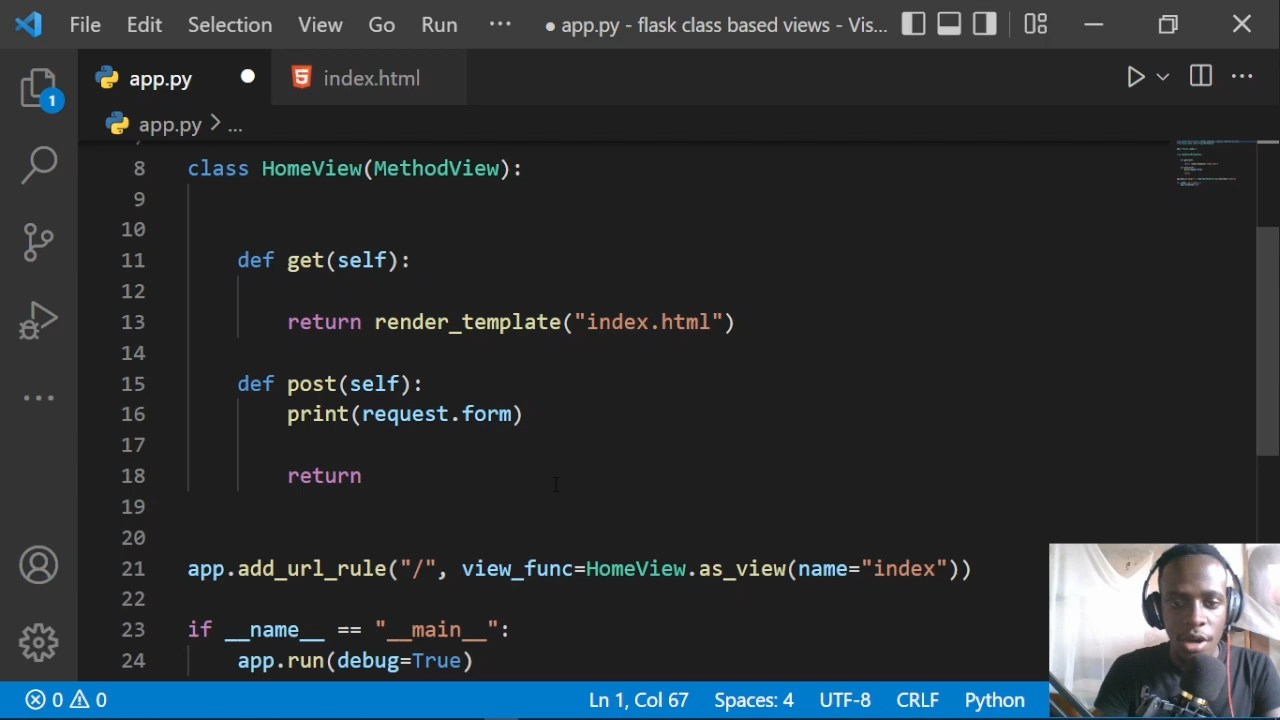 File Edit Selection View Go Run ··· ● app.py - flask class based views - Vis...
app.py ● index.html
1
app.py > ...
8 class HomeView(MethodView):
9
10
11 def get(self):
12
13 return render_template("index.html")
14
15 def post(self):
16 print(request.form)
17
18 return
19
20
21 app.add_url_rule("/", view_func=HomeView.as_view(name="index"))
22
23 if __name__ == "__main__":
24 app.run(debug=True)
0 0 Ln 1, Col 67 Spaces: 4 UTF-8 CRLF Python